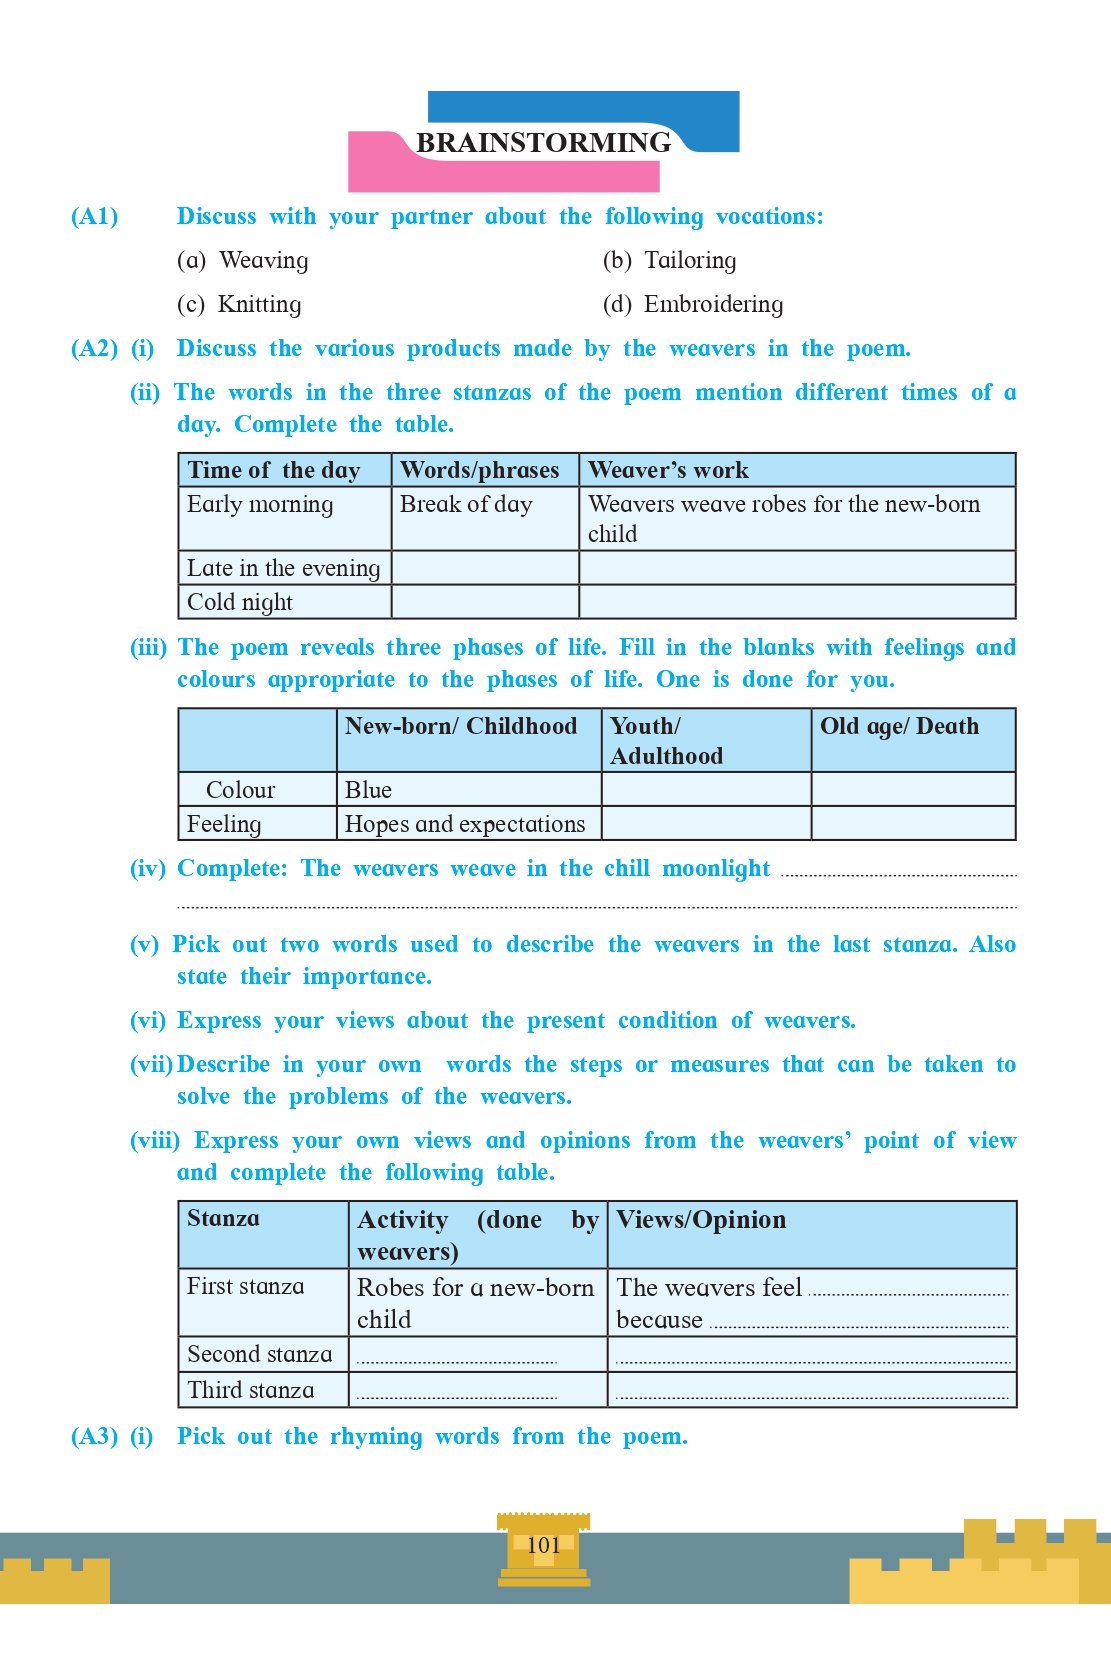 BRAINSTORMING
(A1) Discuss with your partner about the following vocations:
(a) Weaving (b) Tailoring
(c) Knitting (d) Embroidering
(A2) (i) Discuss the various products made by the weavers in the poem.
(ii) The words in the three stanzas of the poem mention different times of a
day. Complete the table.
Time of the day Words/phrases Weaver's work
Early morning Break of day Weavers weave robes for the new-born
child
Late in the evening
Cold night
(iii) The poem reveals three phases of life. Fill in the blanks with feelings and
colours appropriate to the phases of life. One is done for you.
New-born/ Childhood Youth/ Old age/ Death
Adulthood
Colour Blue
Feeling Hopes and expectations
(iv) Complete: The weavers weave in the chill moonlight ........................................
................................................................................
(v) Pick out two words used to describe the weavers in the last stanza. Also
state their importance.
(vi) Express your views about the present condition of weavers.
(vii) Describe in your own words the steps or measures that can be taken to
solve the problems of the weavers.
(viii) Express your own views and opinions from the weavers' point of view
and complete the following table.
Stanza Activity (done by Views/Opinion
weavers)
First stanza Robes for a new-born The weavers feel ........................................
child because ........................................
Second stanza ........................................ ........................................
Third stanza ........................................ ........................................
(A3) (i) Pick out the rhyming words from the poem.
101